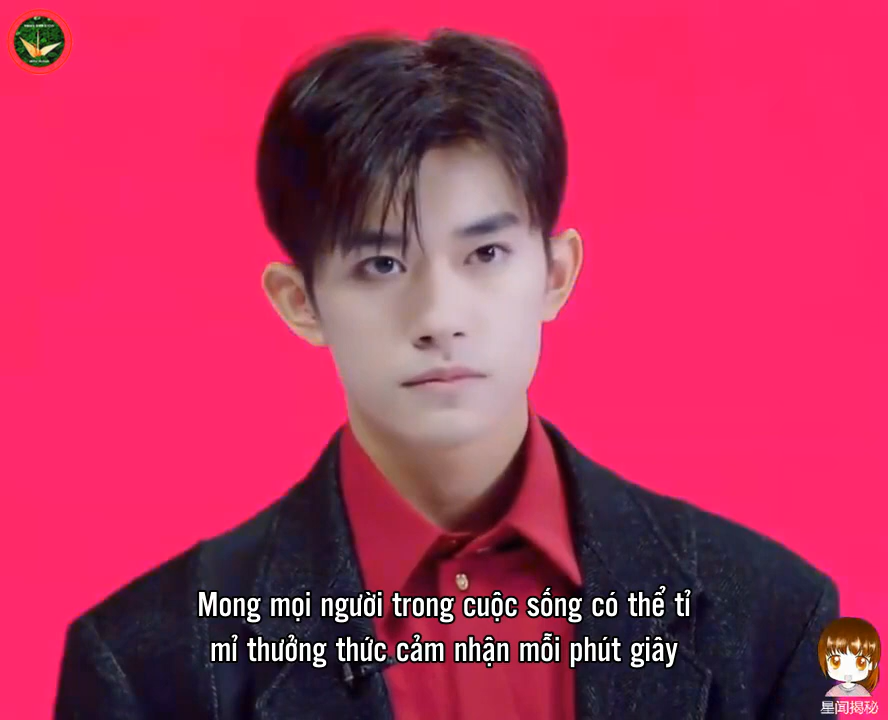 Mong mọi người trong cuộc sống có thể tỉ
mỉ thưởng thức cảm nhận mỗi phút giây
星闻揭秘